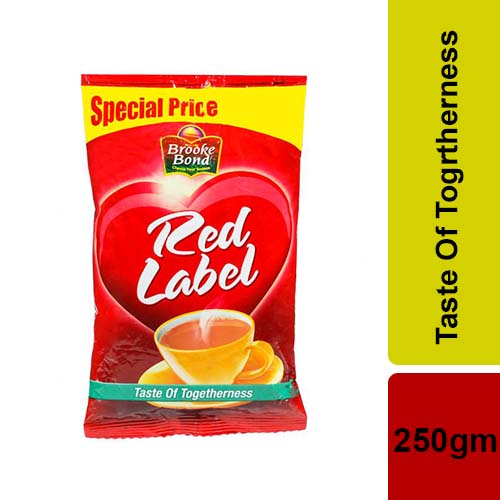 Special Price
Brooke
Bond
Red
Label
Taste Of Togetherness
Taste Of Togrtherness
250gm